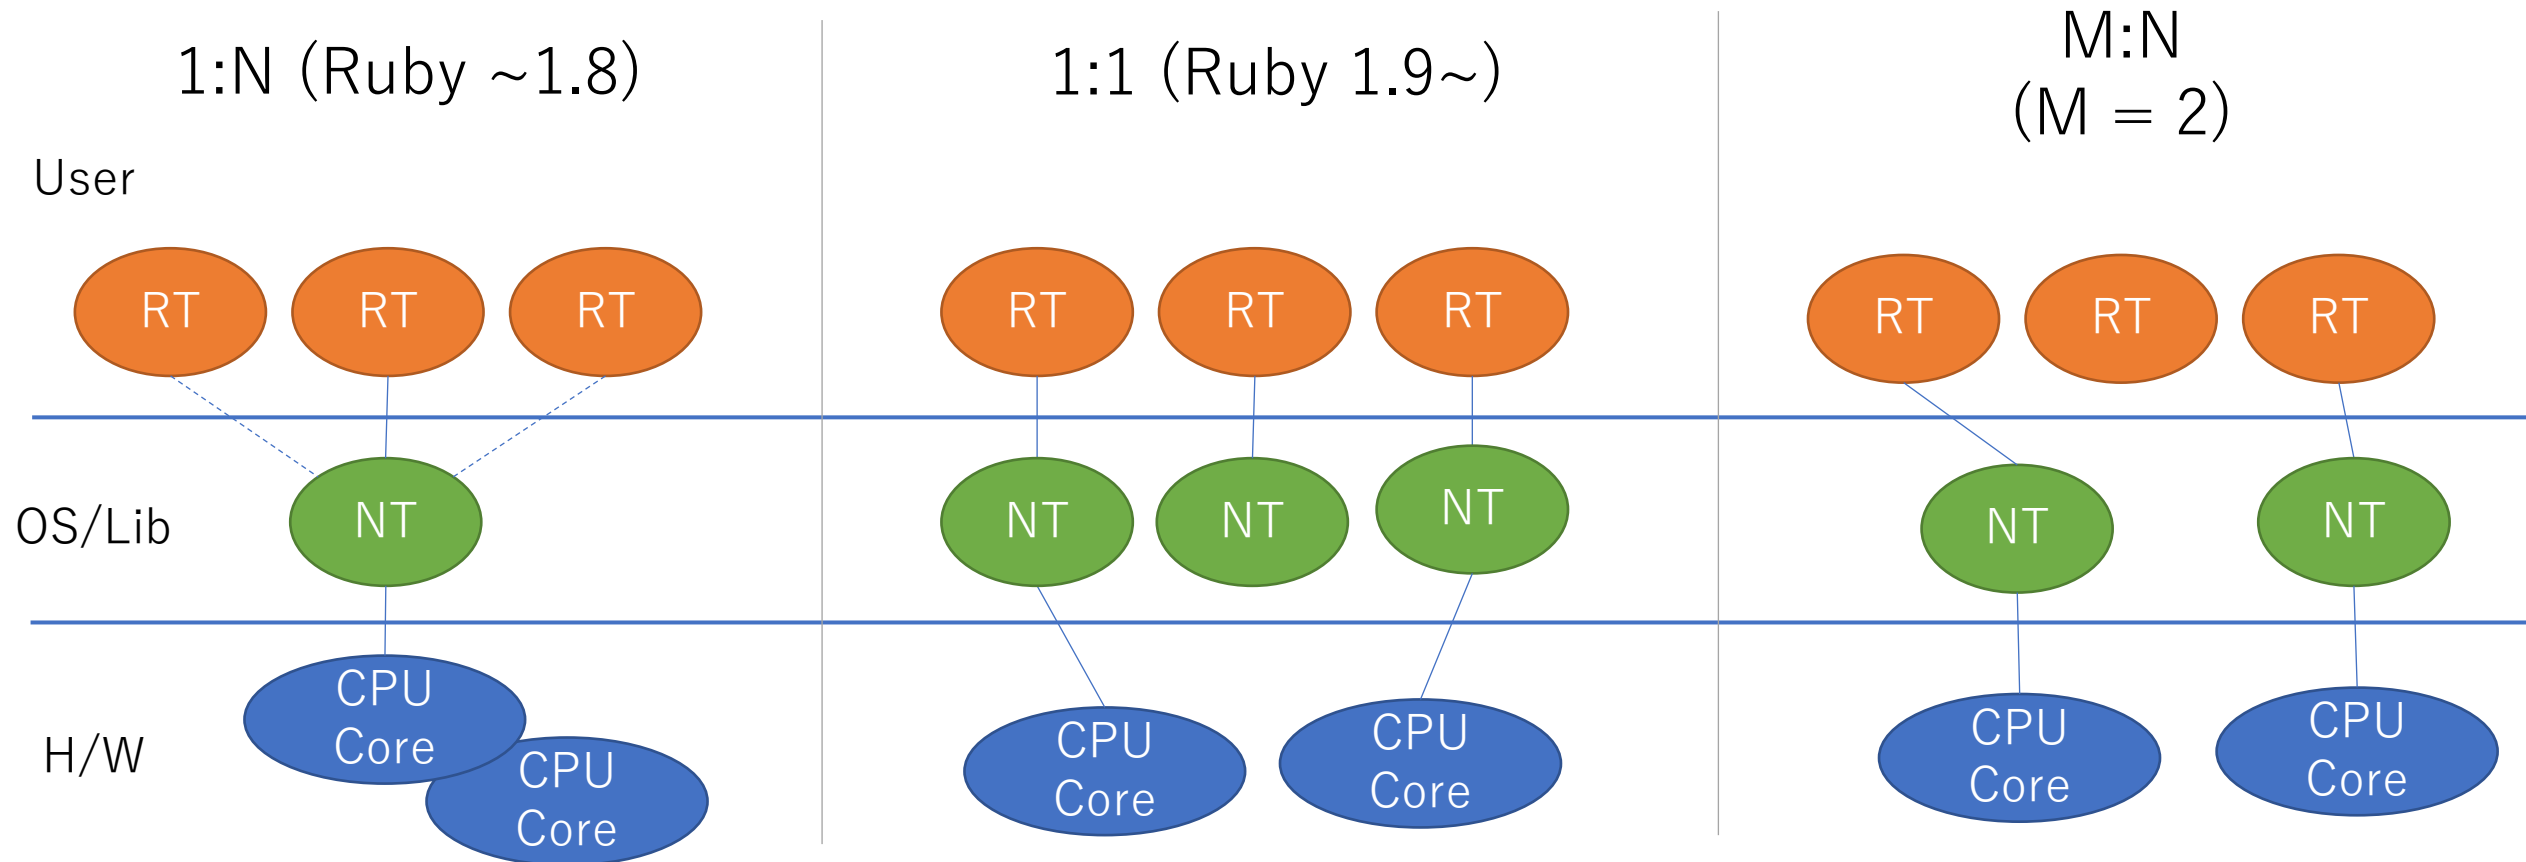 1:N (Ruby ~1.8)
1:1 (Ruby 1.9~)
M:N
(M = 2)
User
RT
RT
RT
RT
RT
RT
RT
RT
RT
OS/Lib
NT
NT
NT
NT
NT
NT
H/W
CPU
Core
CPU
Core
CPU
Core
CPU
Core
CPU
Core
CPU
Core